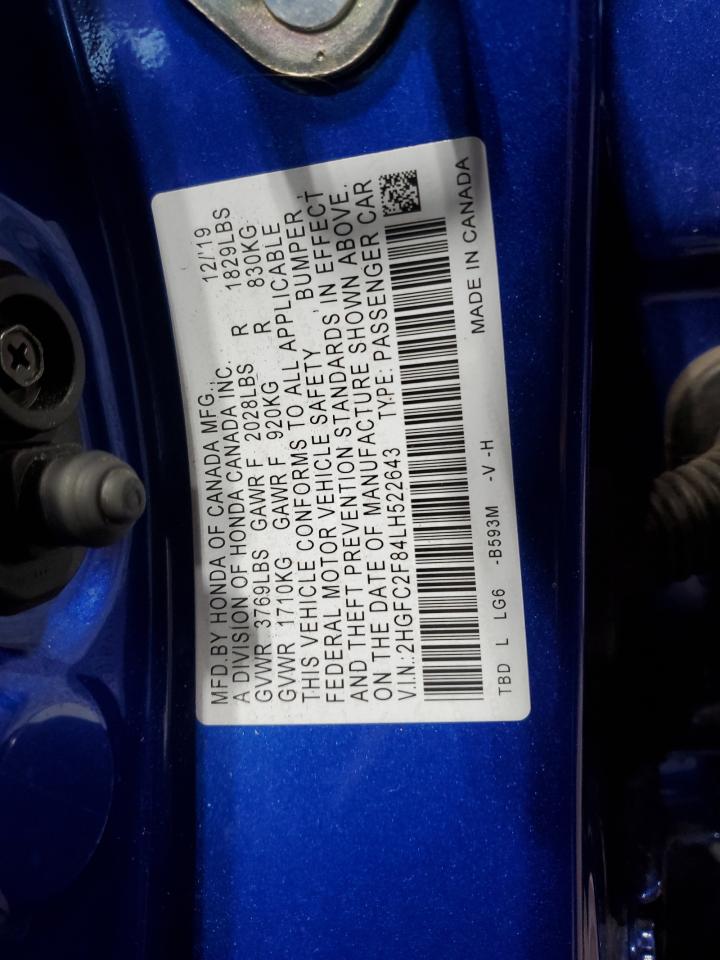 MFD.BY HONDA OF CANADA MFG., 12/19
A DIVISION OF HONDA CANADA INC.
GVWR 3769LBS GAWR F 2028LBS R 1829LBS
GVWR 1710KG GAWR F 920KG R 830KG
THIS VEHICLE CONFORMS TO ALL APPLICABLE
FEDERAL MOTOR VEHICLE SAFETY, BUMPER,
AND THEFT PREVENTION STANDARDS IN EFFECT
ON THE DATE OF MANUFACTURE SHOWN ABOVE.
V.I.N.:2HGFC2F84LH522643 TYPE:PASSENGER CAR
TBD L LG6 -B593M -V -H MADE IN CANADA